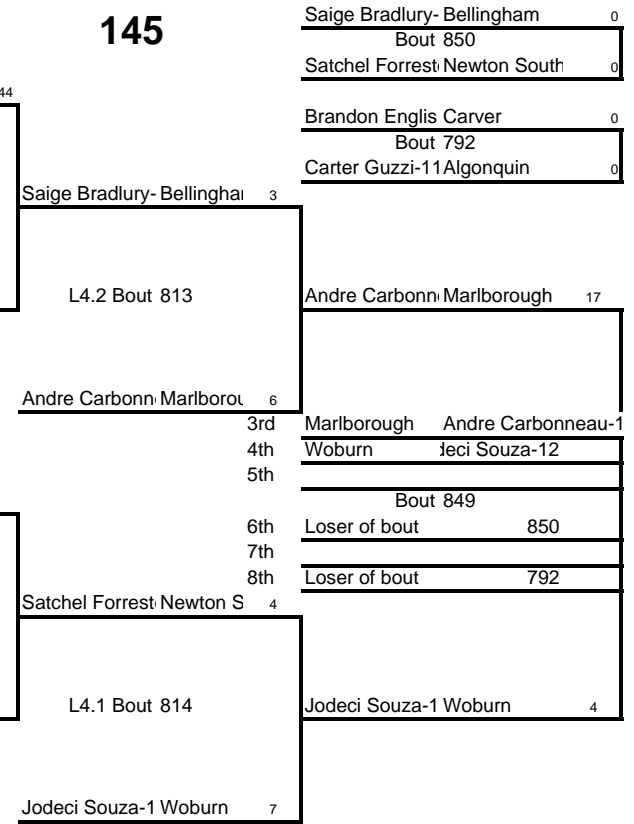 Saige Bradlury- Bellingham 0
145
Bout 850
Satchel Forrest Newton South 0
44
Brandon Englis Carver 0
Bout 792
Carter Guzzi-11 Algonquin 0
Saige Bradlury- Bellinghar 3
L4.2 Bout 813
Andre Carbonn Marlborough 17
Andre Carbonn Marlborou 6
3rd Marlborough Andre Carbonneau-1
4th Woburn deci Souza-12
5th
Bout 849
6th Loser of bout 850
7th
8th Loser of bout 792
Satchel Forrest Newton S 4
L4.1 Bout 814
Jodeci Souza-1 Woburn 4
Jodeci Souza-1 Woburn 7